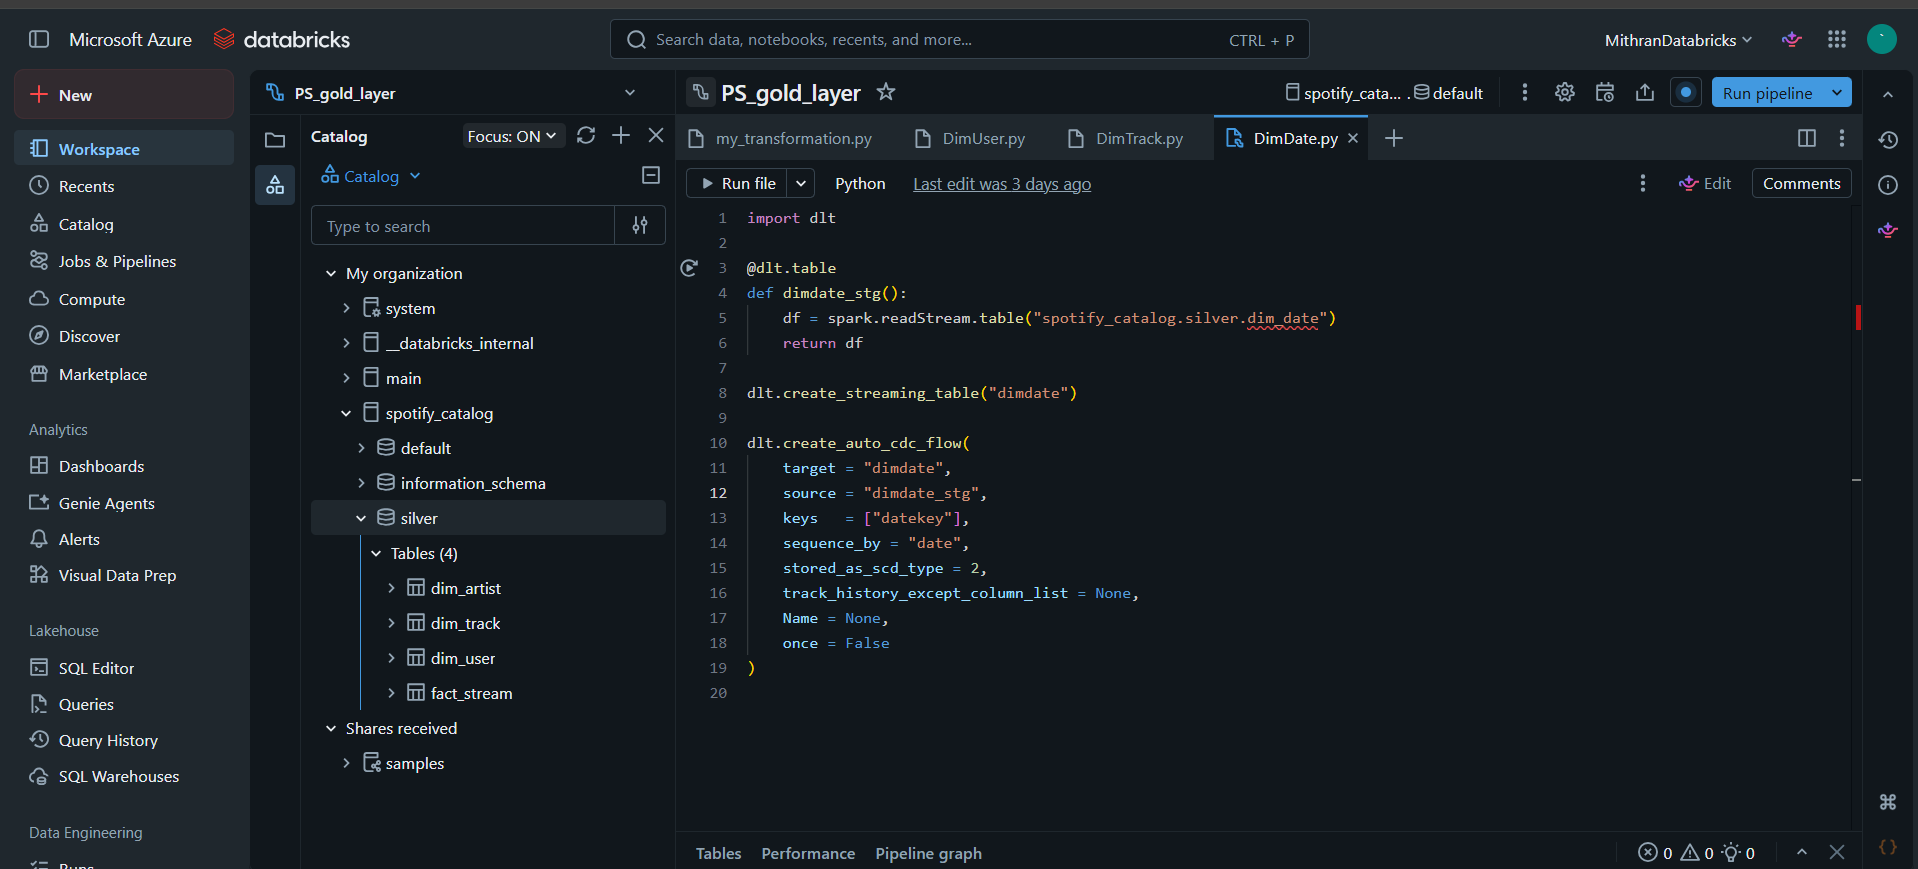 Microsoft Azure databricks
Search data, notebooks, recents, and more... CTRL + P
MithranDatabricks
New
Workspace
Recents
Catalog
Jobs & Pipelines
Compute
Discover
Marketplace
Analytics
Dashboards
Genie Agents
Alerts
Visual Data Prep
Lakehouse
SQL Editor
Queries
Query History
SQL Warehouses
Data Engineering
Runs
PS_gold_layer
Catalog Focus: ON
Catalog
Type to search
My organization
system
__databricks_internal
main
spotify_catalog
default
information_schema
silver
Tables (4)
dim_artist
dim_track
dim_user
fact_stream
Shares received
samples
PS_gold_layer spotify_cata... . default Run pipeline
my_transformation.py DimUser.py DimTrack.py DimDate.py
Run file Python Last edit was 3 days ago Edit Comments
1 import dlt
2
3 @dlt.table
4 def dimdate_stg():
5 df = spark.readStream.table("spotify_catalog.silver.dim_date")
6 return df
7
8 dlt.create_streaming_table("dimdate")
9
10 dlt.create_auto_cdc_flow(
11 target = "dimdate",
12 source = "dimdate_stg",
13 keys = ["datekey"],
14 sequence_by = "date",
15 stored_as_scd_type = 2,
16 track_history_except_column_list = None,
17 Name = None,
18 once = False
19 )
20
Tables Performance Pipeline graph 0 0 0